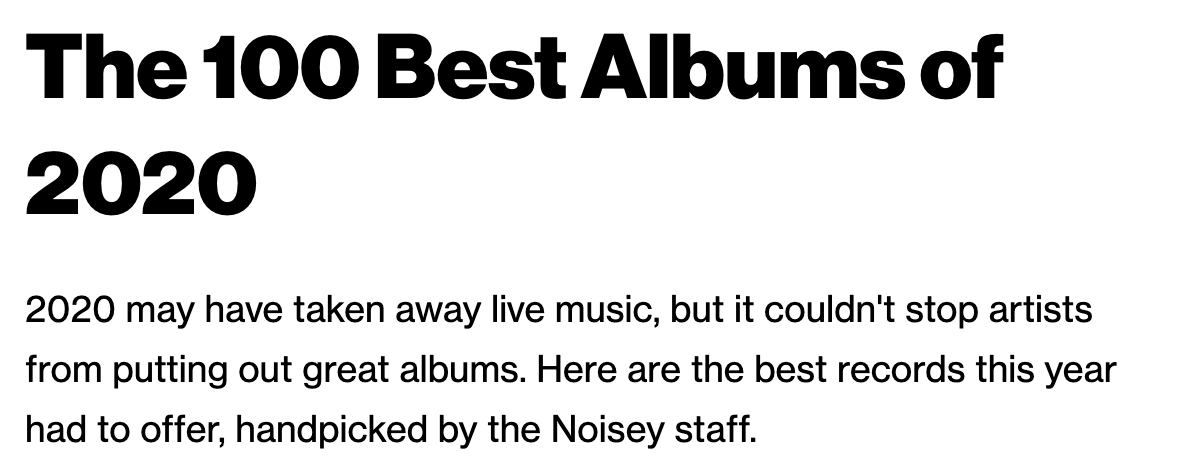 The 100 Best Albums of
2020
2020 may have taken away live music, but it couldn't stop artists
from putting out great albums. Here are the best records this year
had to offer, handpicked by the Noisey staff.